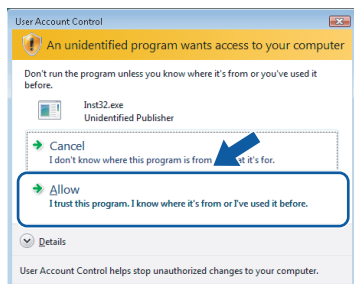 User Account Control
An unidentified program wants access to your computer
Don't run the program unless you know where it's from or you've used it
before.
Inst32.exe
Unidentified Publisher
Cancel
I don't know where this program is from at it's for.
Allow
I trust this program. I know where it's from or I've used it before.
Details
User Account Control helps stop unauthorized changes to your computer.